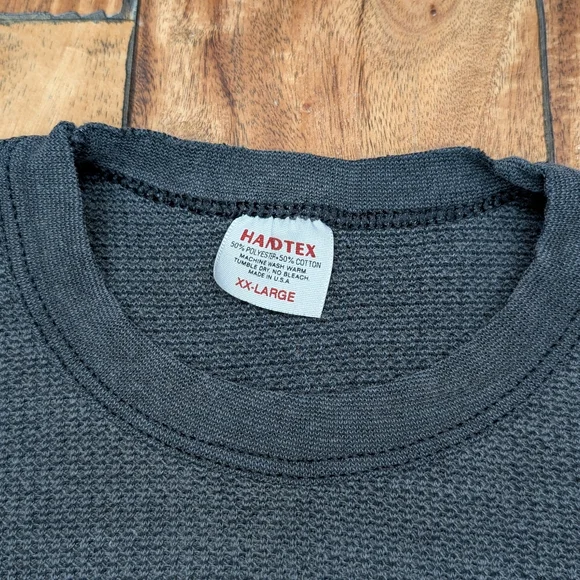 HANDTEX
50% POLYESTER • 50% COTTON
MACHINE WASH WARM
TUMBLE DRY. NO BLEACH.
MADE IN U.S.A
XX-LARGE